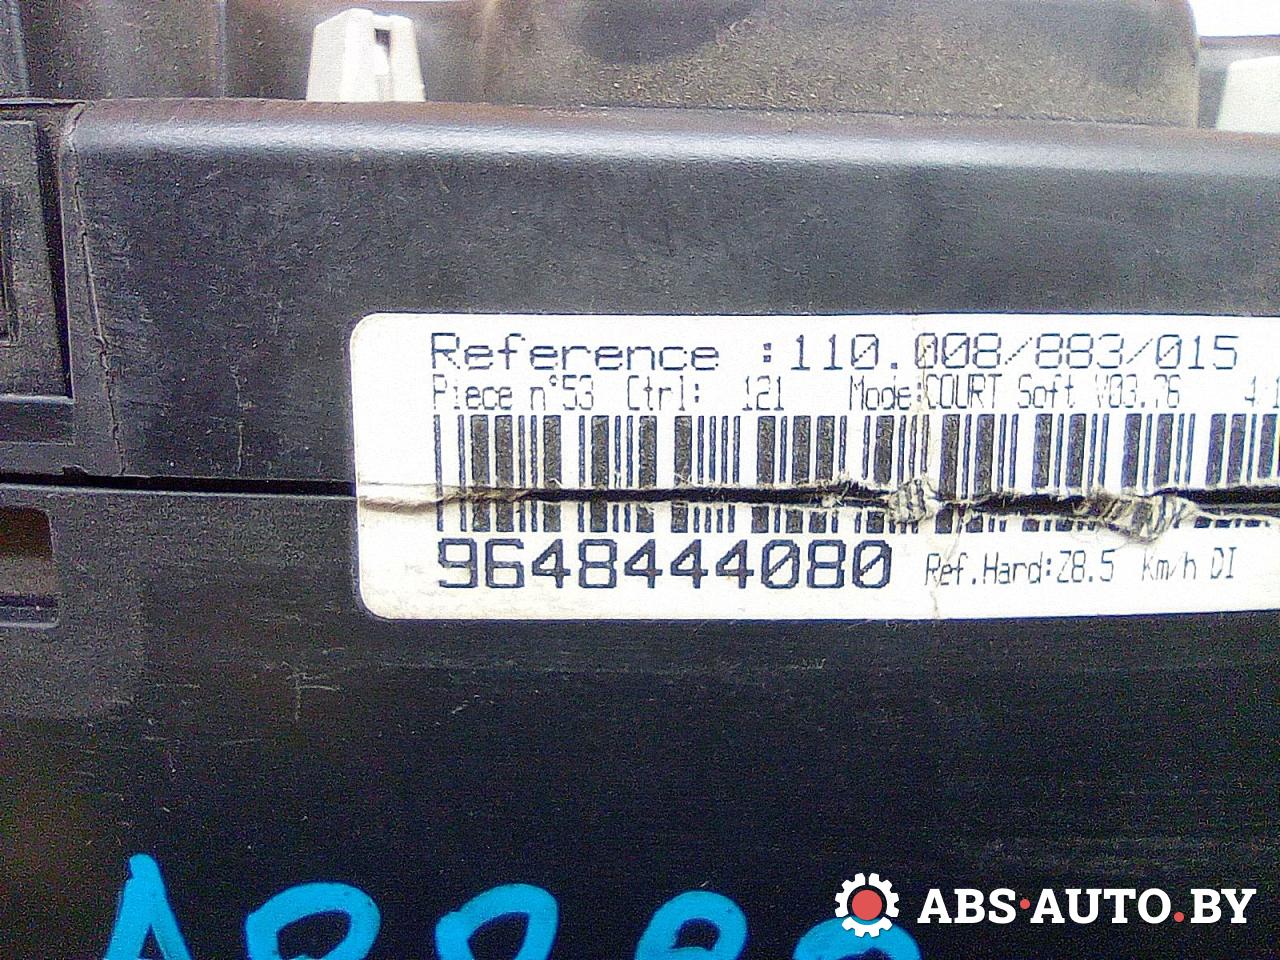 Reference :110.008/883/015
Piece n°53 Ctrl: 121 Mode:COURT Soft V03.76
9648444080 Ref.Hard:Z8.5 Km/h DI
ABS·AUTO.BY